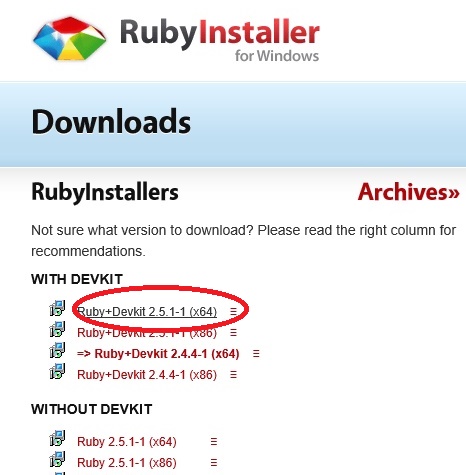 RubyInstaller
for Windows
Downloads
RubyInstallers Archives»
Not sure what version to download? Please read the right column for
recommendations.
WITH DEVKIT
Ruby+Devkit 2.5.1-1 (x64) ≡
Ruby+Devkit 2.5.1-1 (x86) ≡
=> Ruby+Devkit 2.4.4-1 (x64) ≡
Ruby+Devkit 2.4.4-1 (x86) ≡
WITHOUT DEVKIT
Ruby 2.5.1-1 (x64) ≡
Ruby 2.5.1-1 (x86) ≡